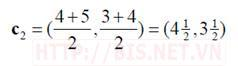 c₂ = (4+5/2, 3+4/2) = (4½, 3½)
HTTP://BIS.NET.VN/